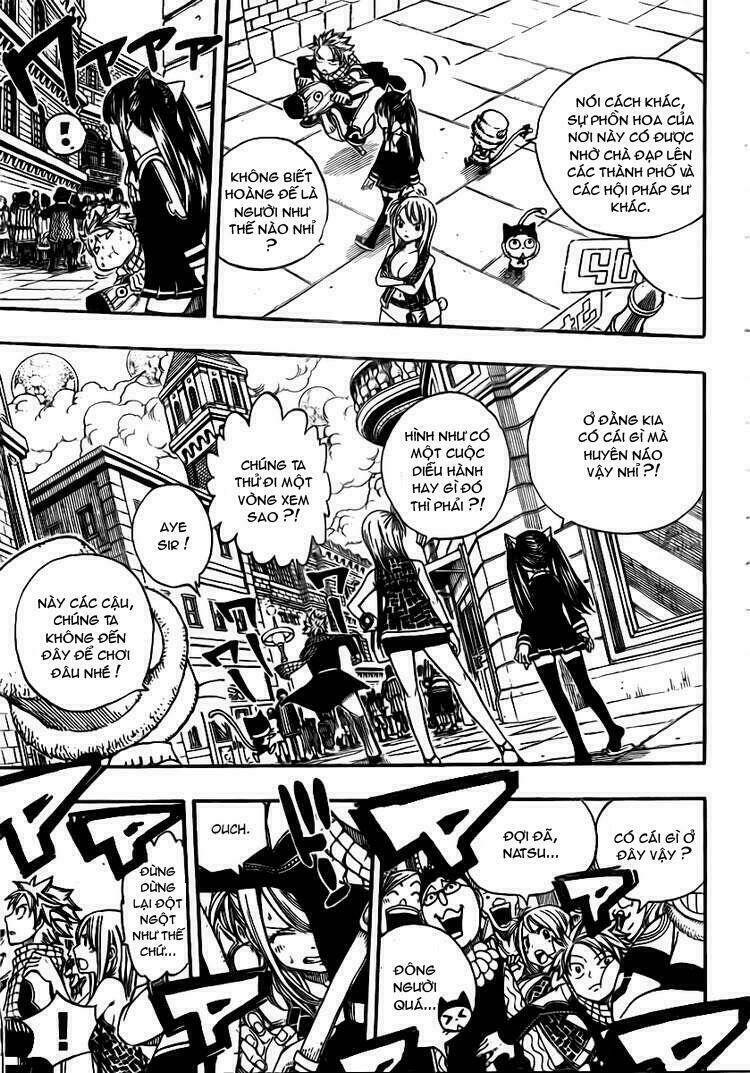 NÓI CÁCH KHÁC,
SỰ PHỒN HOA CỦA
NƠI NÀY CÓ ĐƯỢC
NHỜ CHÀ ĐẠP LÊN
CÁC THÀNH PHỐ VÀ
CÁC HỘI PHÁP SƯ
KHÁC.
KHÔNG BIẾT
HOÀNG ĐẾ LÀ
NGƯỜI NHƯ
THẾ NÀO NHỈ
?
ワァァァ
!
Ở ĐẰNG KIA
CÓ CÁI GÌ MÀ
HUYÊN NÁO
VẬY NHỈ ?!
HÌNH NHƯ CÓ
MỘT CUỘC
DIỄU HÀNH
HAY GÌ ĐÓ
THÌ PHẢI ?!
CHÚNG TA
THỬ ĐI MỘT
VÒNG XEM
SAO ?!
AYE
SIR !
NÀY CÁC CẬU,
CHÚNG TA
KHÔNG ĐẾN
ĐÂY ĐỂ CHƠI
ĐÂU NHÉ !
CÓ CÁI GÌ Ở
ĐÂY VẬY ?
ĐỢI ĐÃ,
NATSU...
ĐÔNG
NGƯỜI
QUÁ...
OUCH.
ĐỪNG
DỪNG
LẠI ĐỘT
NGỘT
NHƯ THẾ
CHỨ...
!